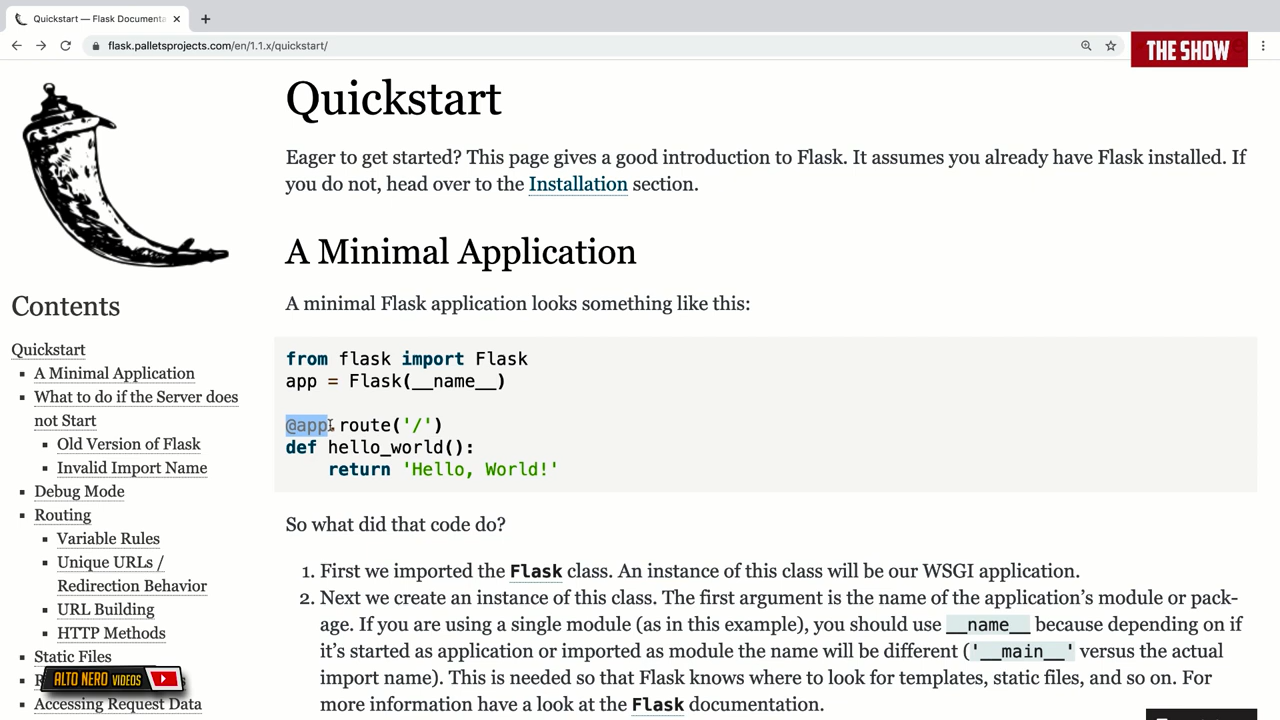 Quickstart — Flask Documenta
flask.palletsprojects.com/en/1.1.x/quickstart/
THE SHOW
Quickstart
Eager to get started? This page gives a good introduction to Flask. It assumes you already have Flask installed. If
you do not, head over to the Installation section.
A Minimal Application
A minimal Flask application looks something like this:
from flask import Flask
app = Flask(__name__)
@app.route('/')
def hello_world():
return 'Hello, World!'
So what did that code do?
1. First we imported the Flask class. An instance of this class will be our WSGI application.
2. Next we create an instance of this class. The first argument is the name of the application's module or pack-
age. If you are using a single module (as in this example), you should use __name__ because depending on if
it's started as application or imported as module the name will be different ('__main__' versus the actual
import name). This is needed so that Flask knows where to look for templates, static files, and so on. For
more information have a look at the Flask documentation.
Contents
Quickstart
A Minimal Application
What to do if the Server does
not Start
Old Version of Flask
Invalid Import Name
Debug Mode
Routing
Variable Rules
Unique URLs /
Redirection Behavior
URL Building
HTTP Methods
Static Files
ALTO NERO VIDEOS
Accessing Request Data